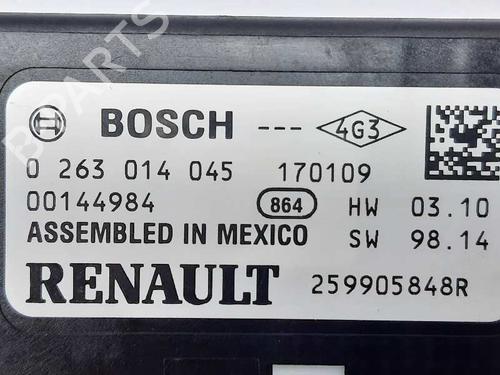 B-PARTS
BOSCH --- 4G3
0 263 014 045 170109
00144984 864 HW 03.10
ASSEMBLED IN MEXICO SW 98.14
RENAULT 259905848R